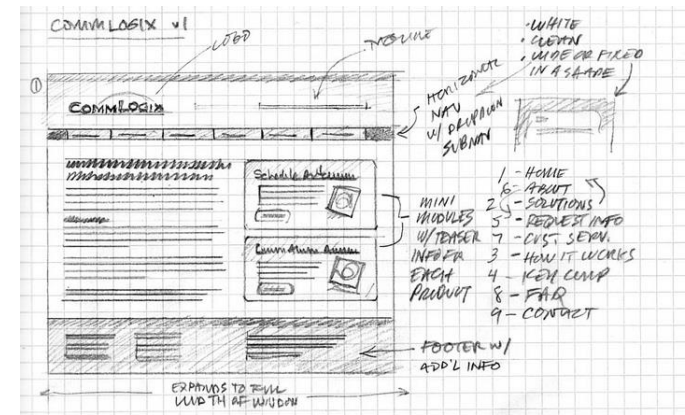 COMMLOGIX v1
LOGO
TAGLINE
• WHITE
• CLEAN
• WIDE OR FIXED
IN A SHAPE
①
COMMLOGIX
HORIZONTAL
NAV
W/ DROPDOWN
SUBNAV
Schedule
MINI
MODULES
W/ TEASER
INFO FOR
EACH
PRODUCT
1 - HOME
6 - ABOUT
2 - SOLUTIONS
5 - REQUEST INFO
7 - CUST. SERV.
3 - HOW IT WORKS
4 - KEY COMP
8 - FAQ
9 - CONTACT
FOOTER W/
ADD'L INFO
EXPANDS TO FULL
WIDTH OF WINDOW